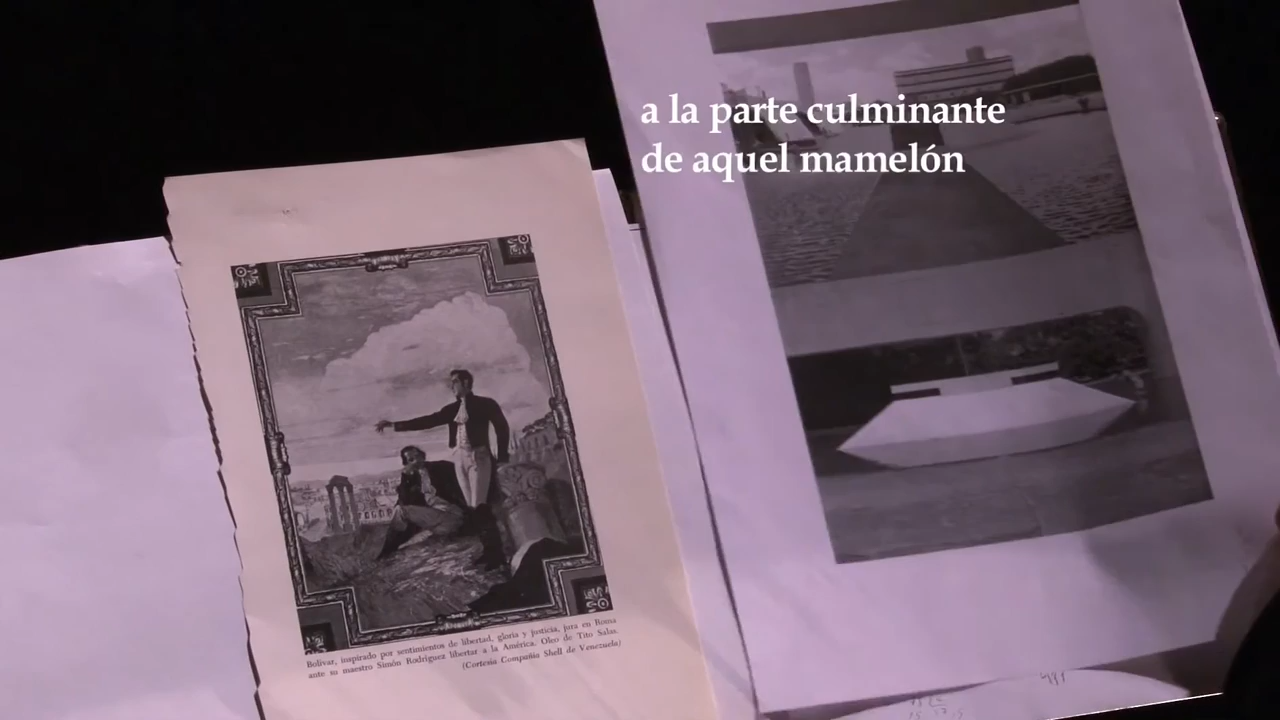 a la parte culminante
de aquel mamelón
Bolívar, inspirado por sentimientos de libertad, gloria y justicia, jura en Roma
ante su maestro Simón Rodríguez libertar a la América. Oleo de Tito Salas.
(Cortesía Compañía Shell de Venezuela)